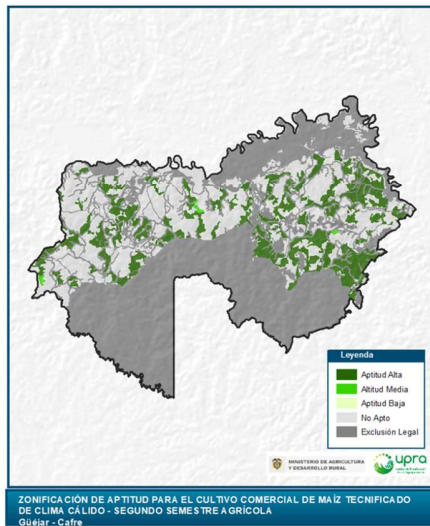 Leyenda
Aptitud Alta
Altitud Media
Aptitud Baja
No Apto
Exclusión Legal
MINISTERIO DE AGRICULTURA
Y DESARROLLO RURAL
upra
ZONIFICACIÓN DE APTITUD PARA EL CULTIVO COMERCIAL DE MAÍZ TECNIFICADO
DE CLIMA CÁLIDO - SEGUNDO SEMESTRE AGRÍCOLA
Güéjar - Cafre